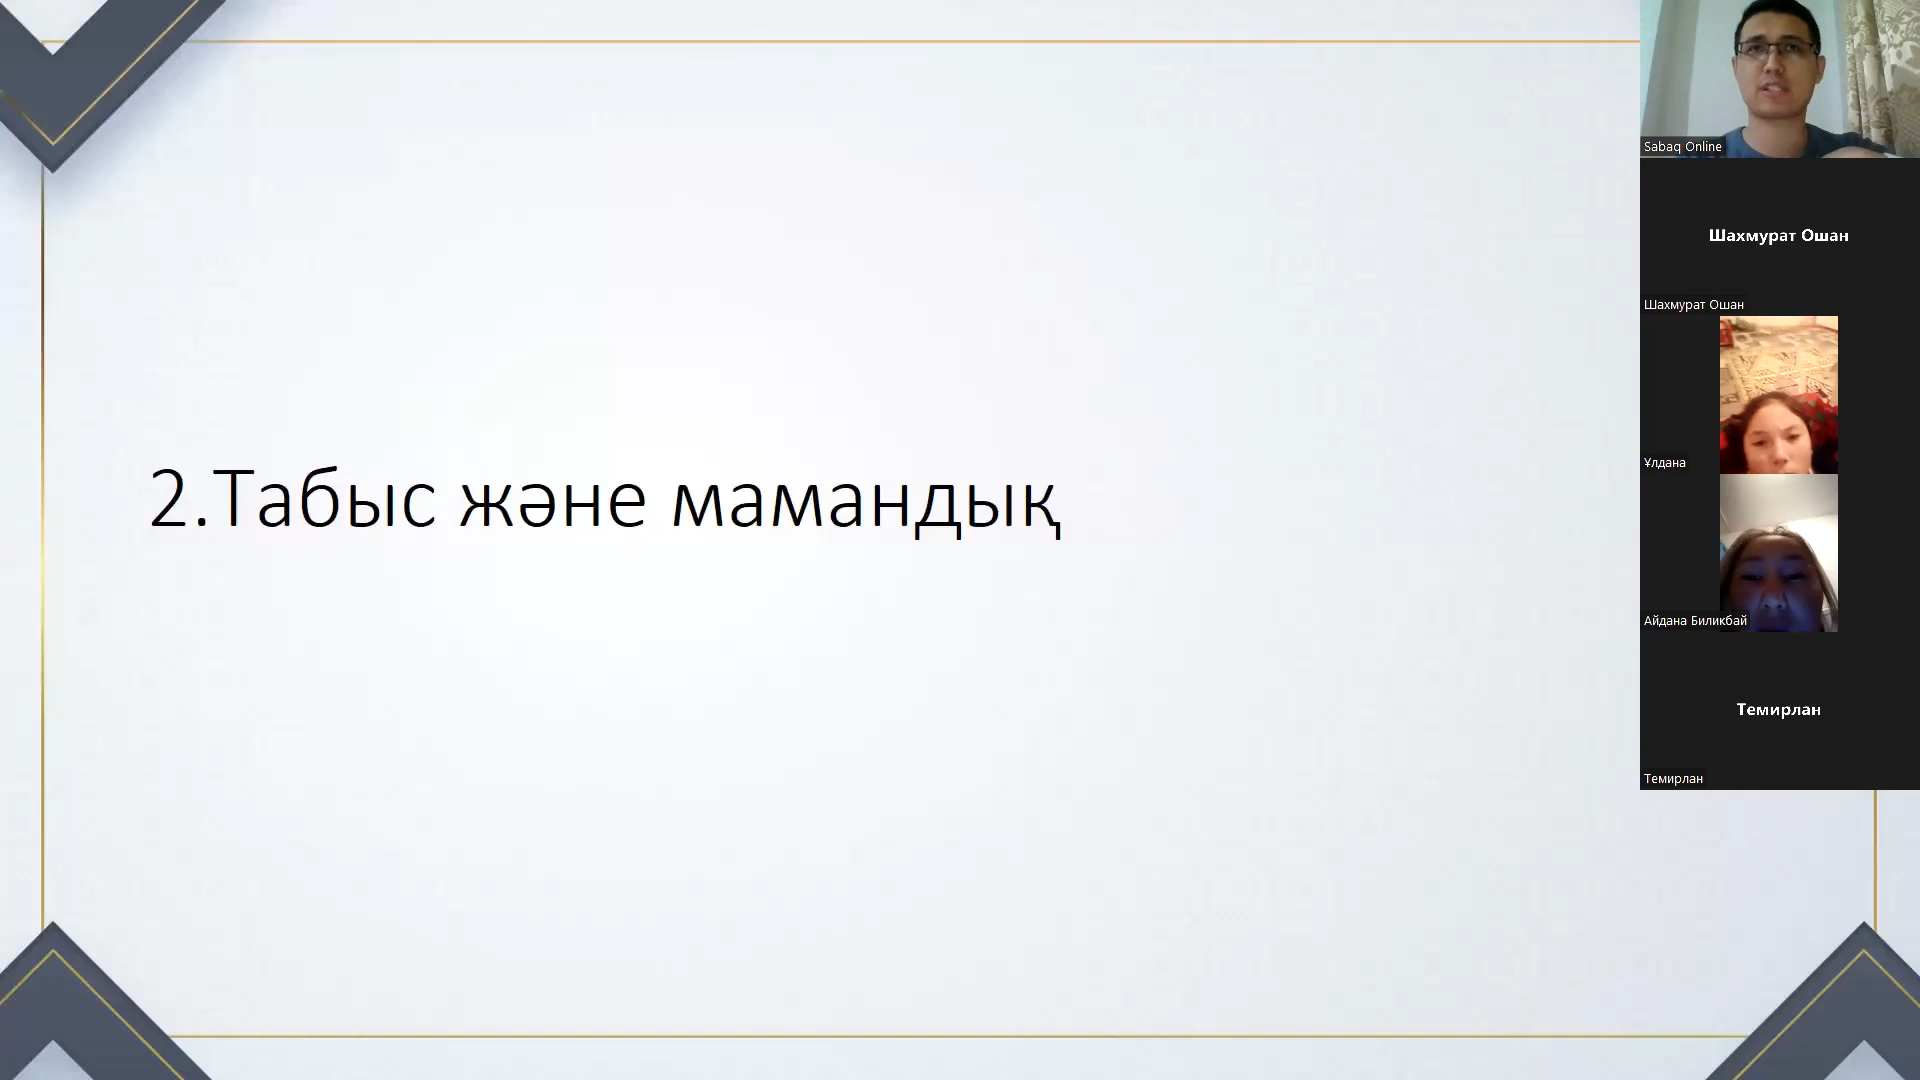 2.Табыс және мамандық
Sabaq Online
Шахмурат Ошан
Шахмурат Ошан
Ұлдана
Айдана Биликбай
Темирлан
Темирлан